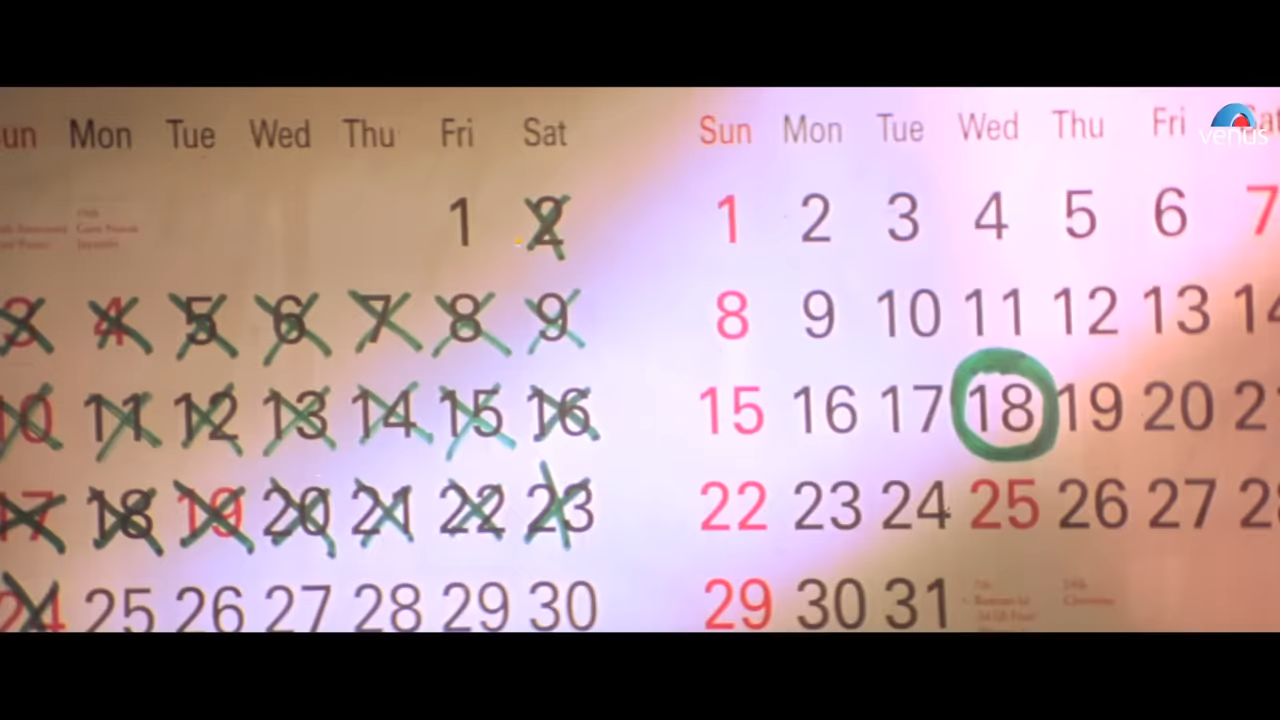 Sun Mon Tue Wed Thu Fri Sat
1 2
3 4 5 6 7 8 9
10 11 12 13 14 15 16
17 18 19 20 21 22 23
24 25 26 27 28 29 30
Sun Mon Tue Wed Thu Fri Sat
venus
1 2 3 4 5 6 7
8 9 10 11 12 13 14
15 16 17 18 19 20 21
22 23 24 25 26 27 28
29 30 31